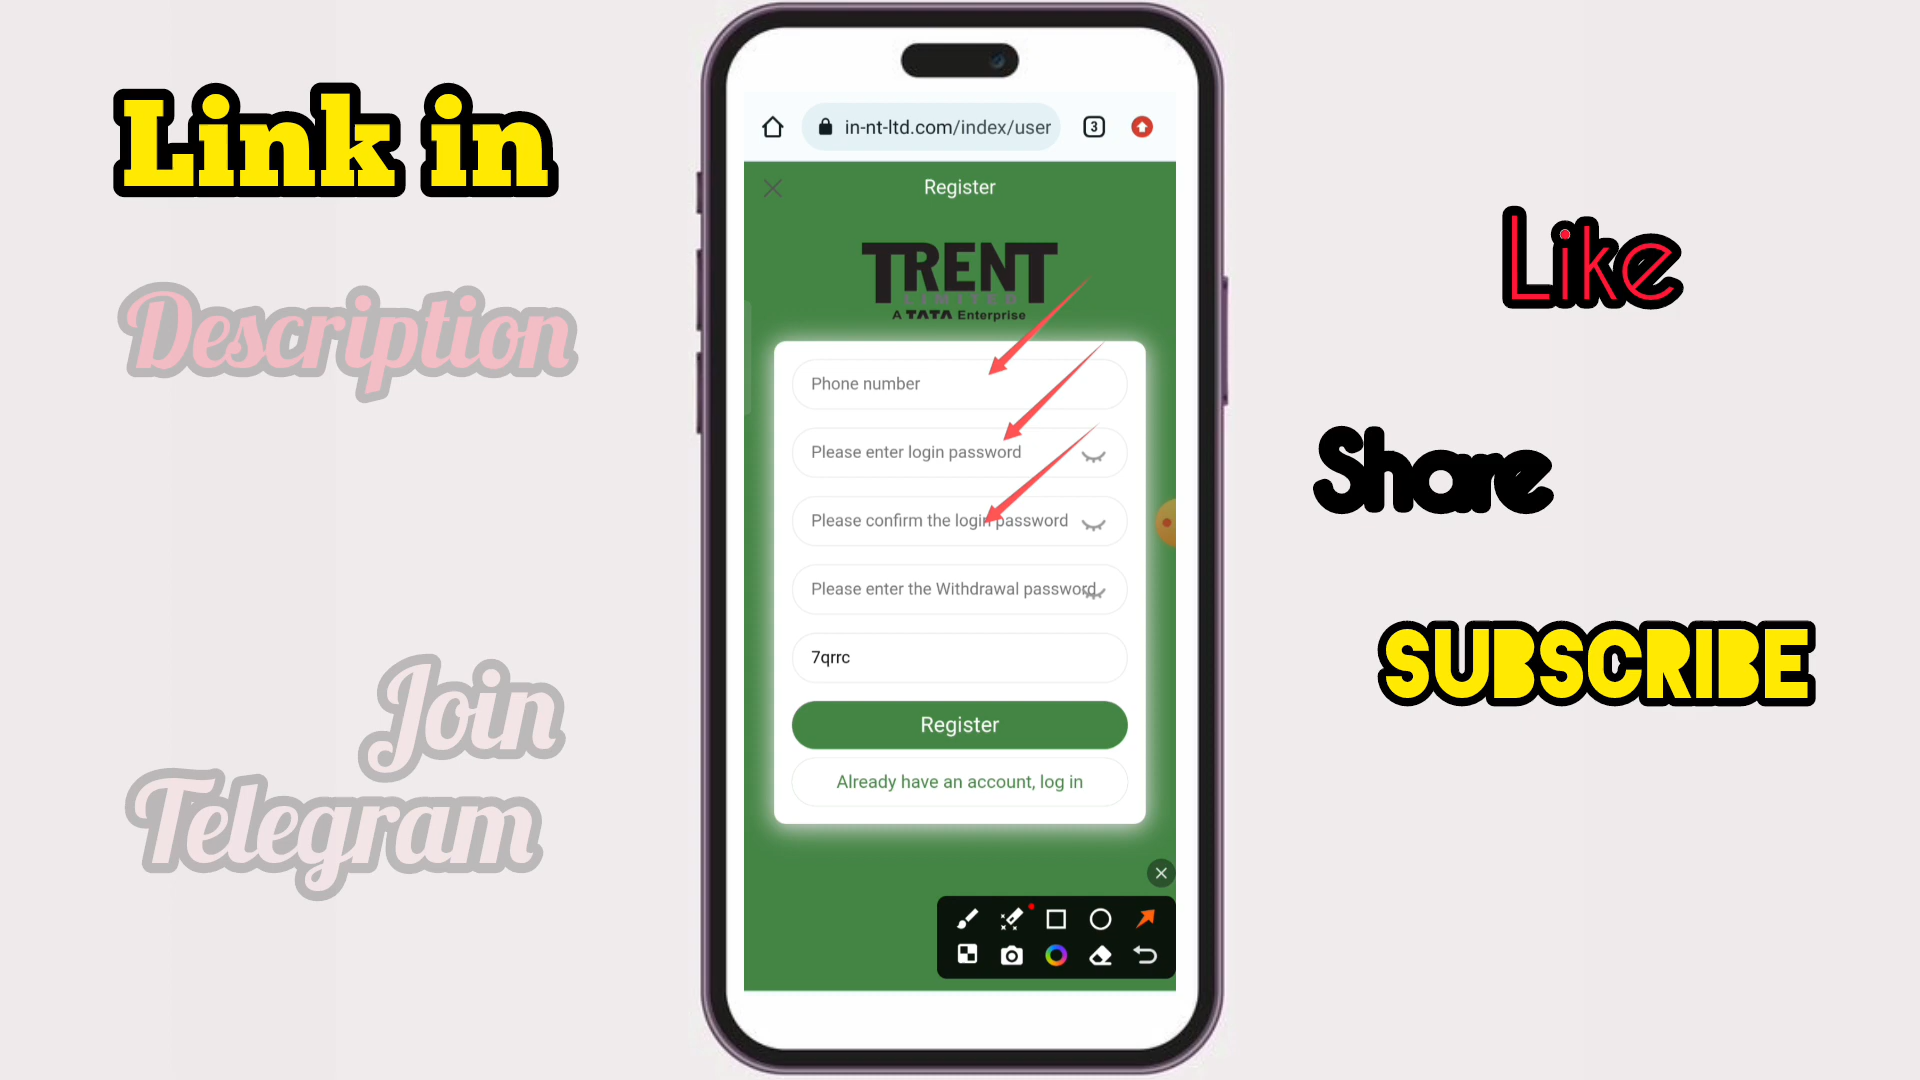 Link in
Description
Join
Telegram
in-nt-ltd.com/index/user
3
Register
TRENT
LIMITED
A TATA Enterprise
Phone number
Please enter login password
Please confirm the login password
Please enter the Withdrawal password
7qrrc
Register
Already have an account, log in
Like
Share
SUBSCRIBE